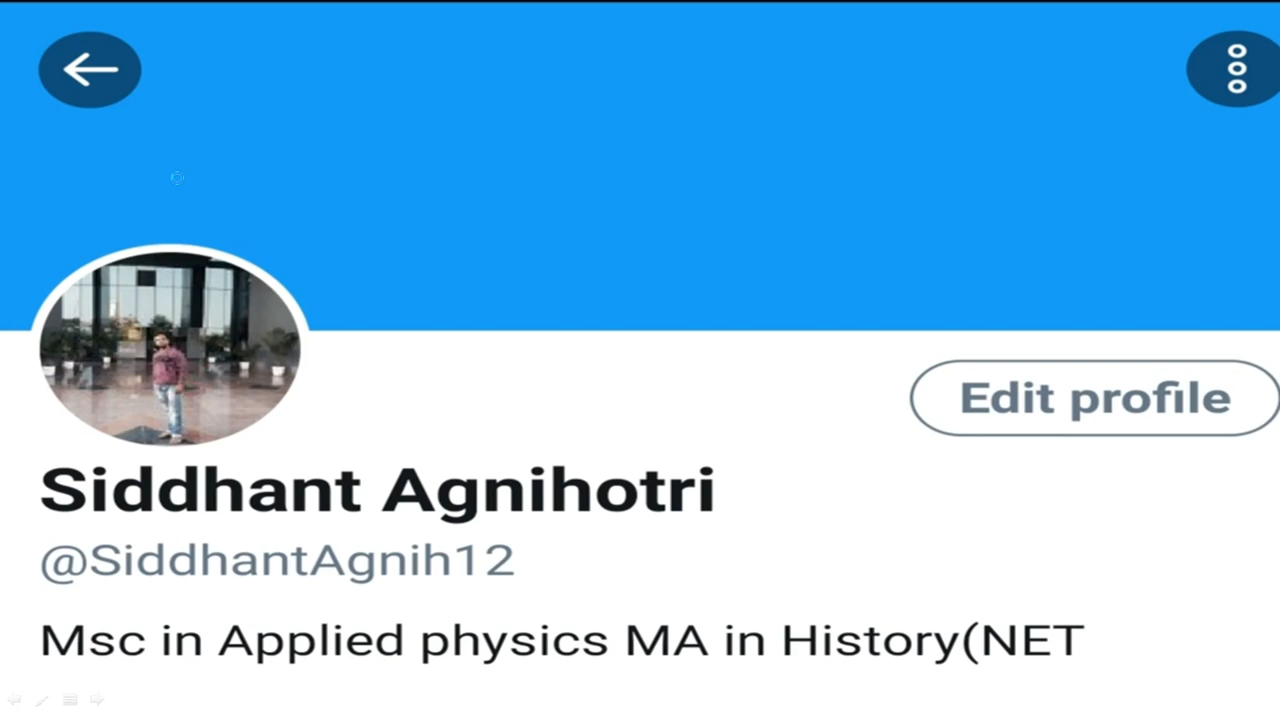 Edit profile
Siddhant Agnihotri
@SiddhantAgnih12
Msc in Applied physics MA in History(NET